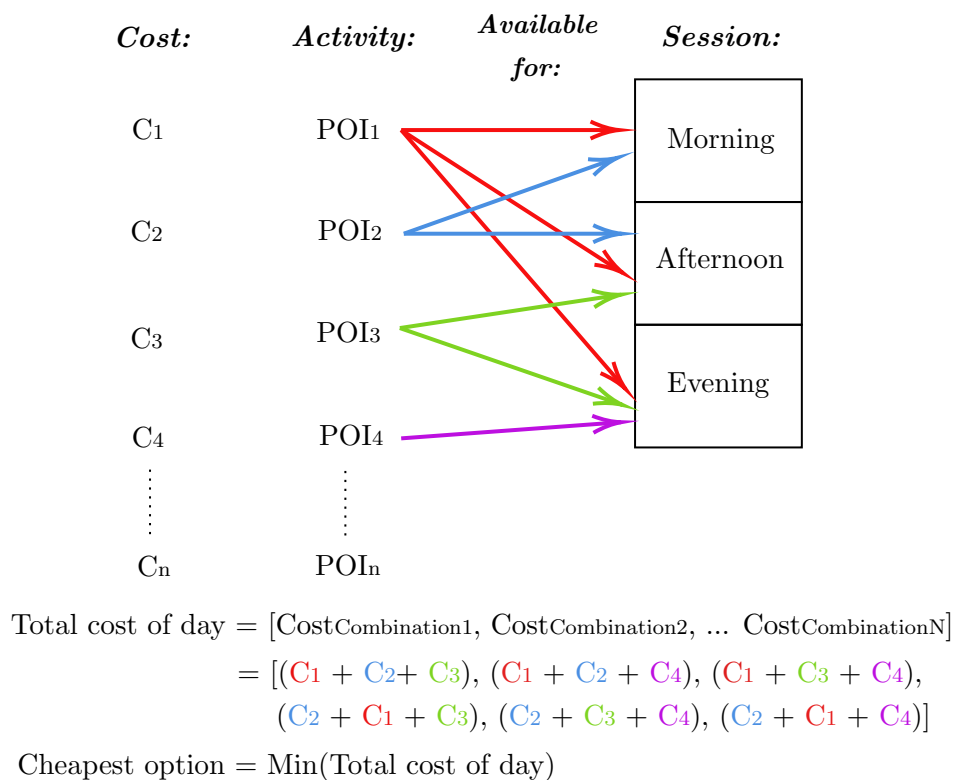 Cost: Activity: Available for: Session:
C1 POI1 Morning
C2 POI2 Afternoon
C3 POI3 Evening
C4 POI4
Cn POIn
Total cost of day = [CostCombination1, CostCombination2, ... CostCombinationN]
= [(C1 + C2+ C3), (C1 + C2 + C4), (C1 + C3 + C4),
(C2 + C1 + C3), (C2 + C3 + C4), (C2 + C1 + C4)]
Cheapest option = Min(Total cost of day)